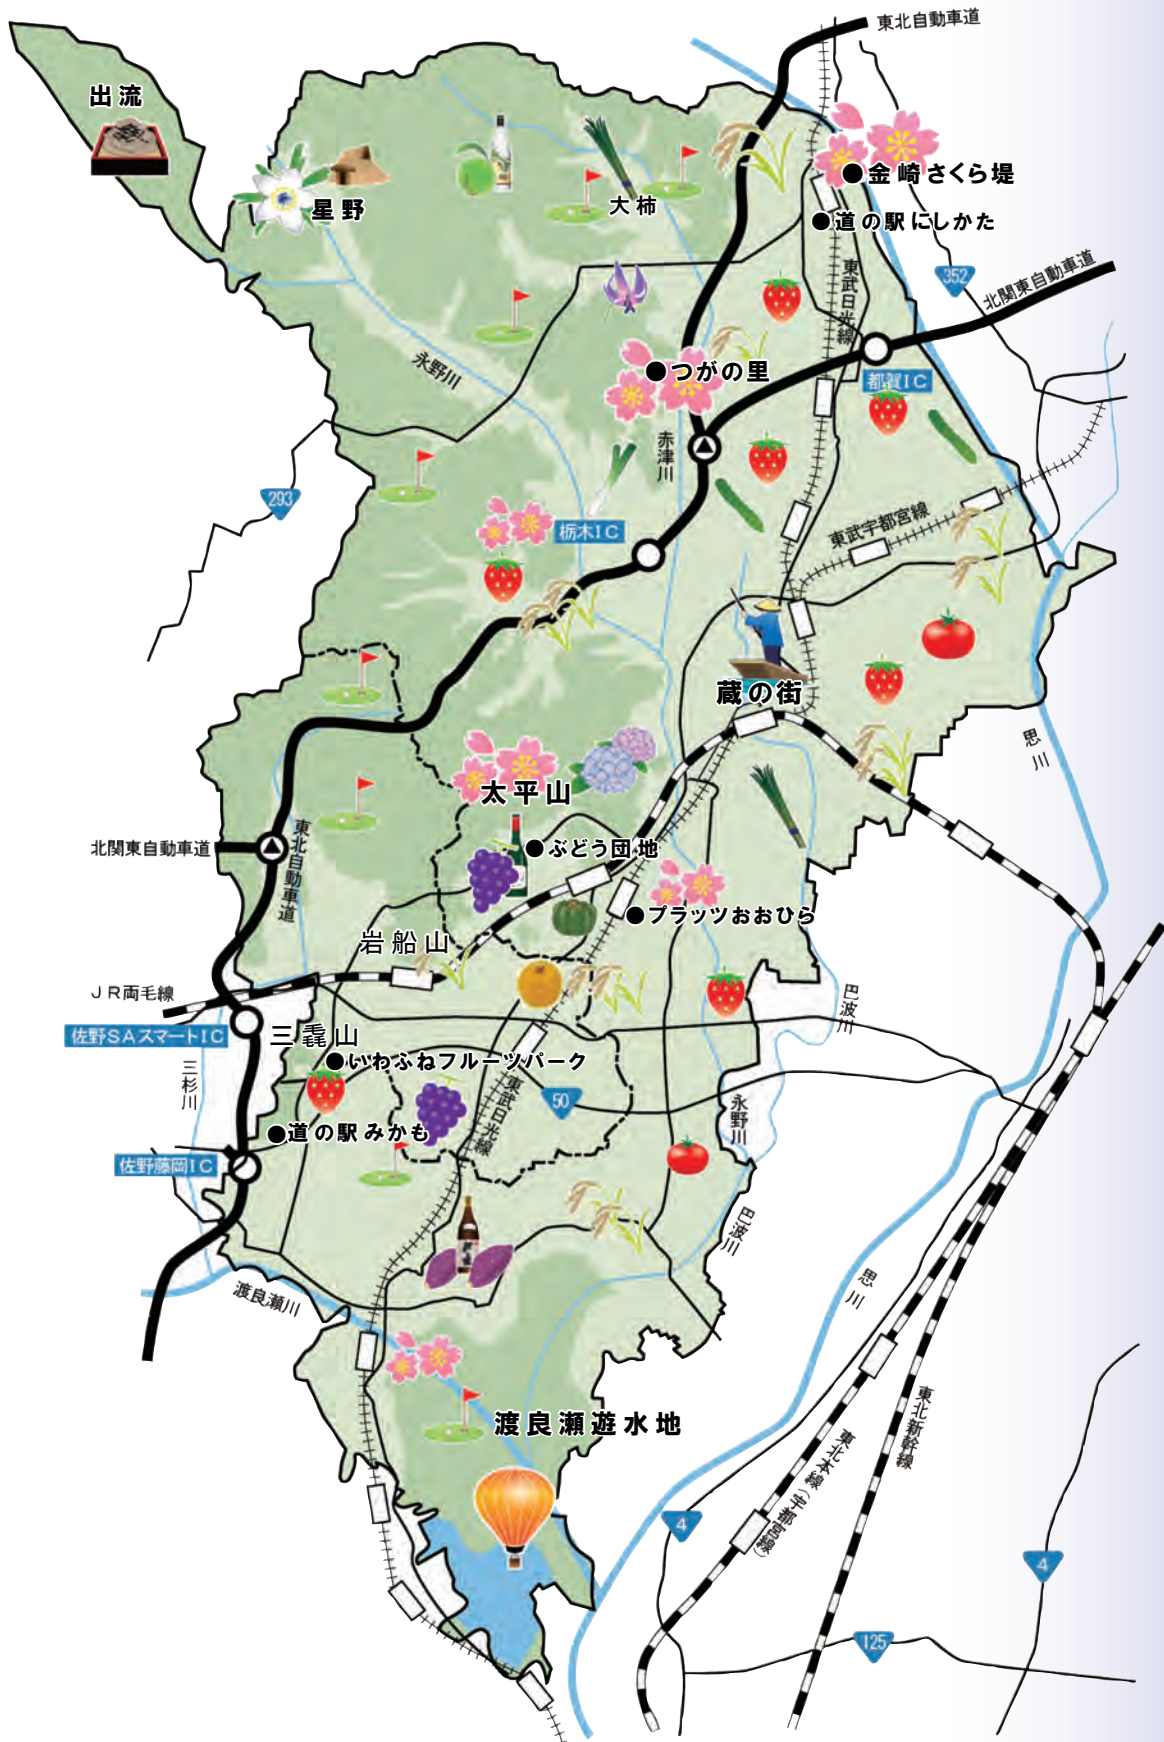 東北自動車道
出流
金崎さくら堤
星野
大柿
道の駅にしかた
東武日光線
352
北関東自動車道
永野川
つがの里
都賀IC
赤津川
293
栃木IC
東武宇都宮線
蔵の街
思川
太平山
北関東自動車道
東北自動車道
ぶどう団地
プラッツおおひら
岩船山
JR両毛線
巴波川
佐野SAスマートIC
三毳山
いわふねフルーツパーク
三杉川
東武日光線
50
永野川
道の駅みかも
佐野藤岡IC
巴波川
渡良瀬川
思川
渡良瀬遊水地
東北新幹線
東北本線(宇都宮線)
4
4
125